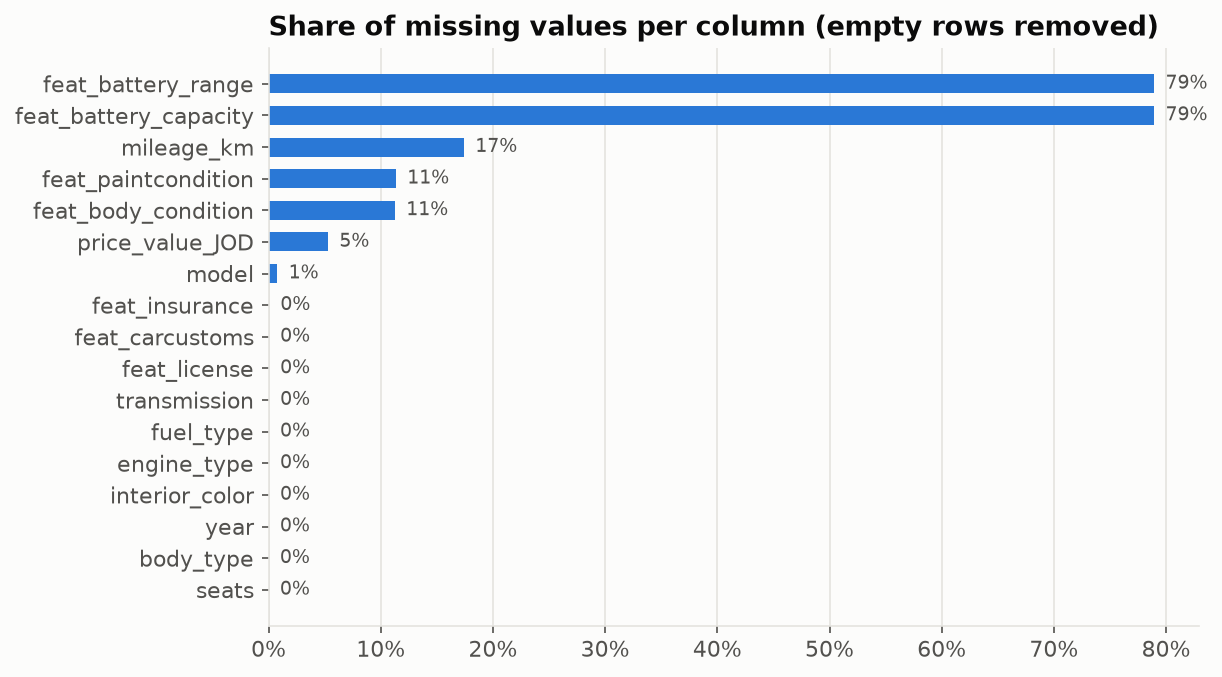 Share of missing values per column (empty rows removed)
feat_battery_range 79%
feat_battery_capacity 79%
mileage_km 17%
feat_paintcondition 11%
feat_body_condition 11%
price_value_JOD 5%
model 1%
feat_insurance 0%
feat_carcustoms 0%
feat_license 0%
transmission 0%
fuel_type 0%
engine_type 0%
interior_color 0%
year 0%
body_type 0%
seats 0%
0% 10% 20% 30% 40% 50% 60% 70% 80%